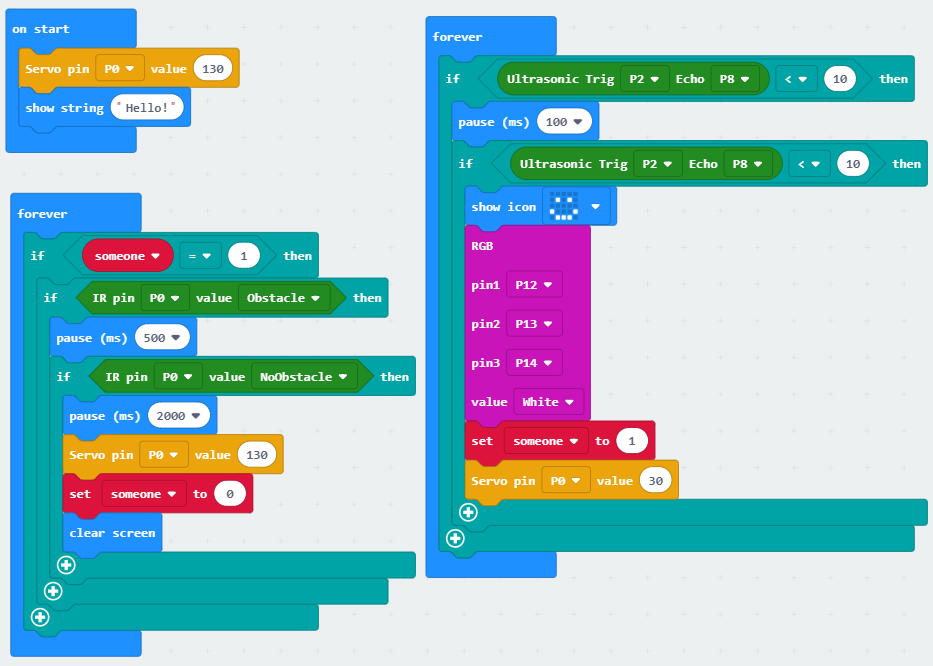 on start
Servo pin P0 value 130
show string "Hello!"
forever
if someone = 1 then
if IR pin P0 value Obstacle then
pause (ms) 500
if IR pin P0 value NoObstacle then
pause (ms) 2000
Servo pin P0 value 130
set someone to 0
clear screen
forever
if Ultrasonic Trig P2 Echo P8 < 10 then
pause (ms) 100
if Ultrasonic Trig P2 Echo P8 < 10 then
show icon
RGB
pin1 P12
pin2 P13
pin3 P14
value White
set someone to 1
Servo pin P0 value 30